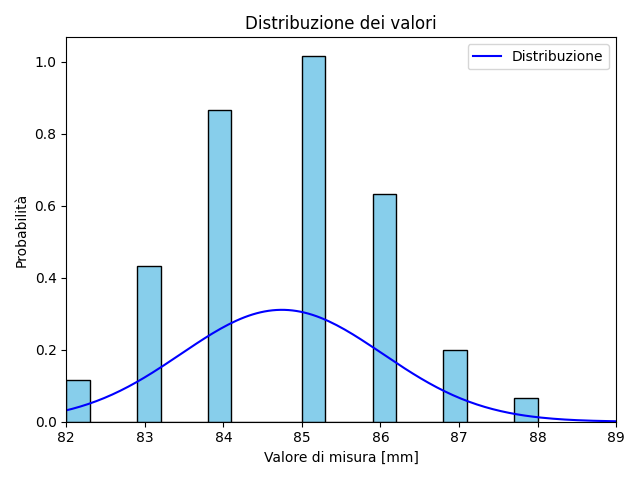 Distribuzione dei valori
Distribuzione
Probabilità
1.0
0.8
0.6
0.4
0.2
0.0
82 83 84 85 86 87 88 89
Valore di misura [mm]